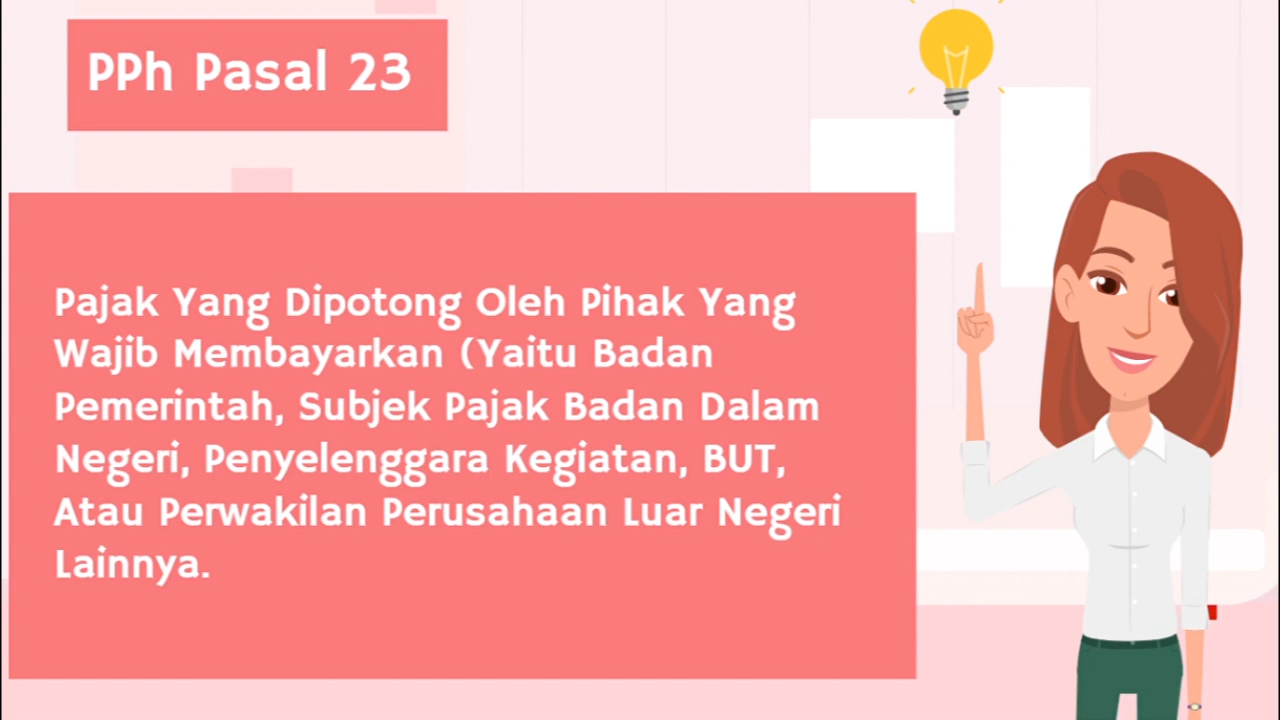 PPh Pasal 23
Pajak Yang Dipotong Oleh Pihak Yang
Wajib Membayarkan (Yaitu Badan
Pemerintah, Subjek Pajak Badan Dalam
Negeri, Penyelenggara Kegiatan, BUT,
Atau Perwakilan Perusahaan Luar Negeri
Lainnya.